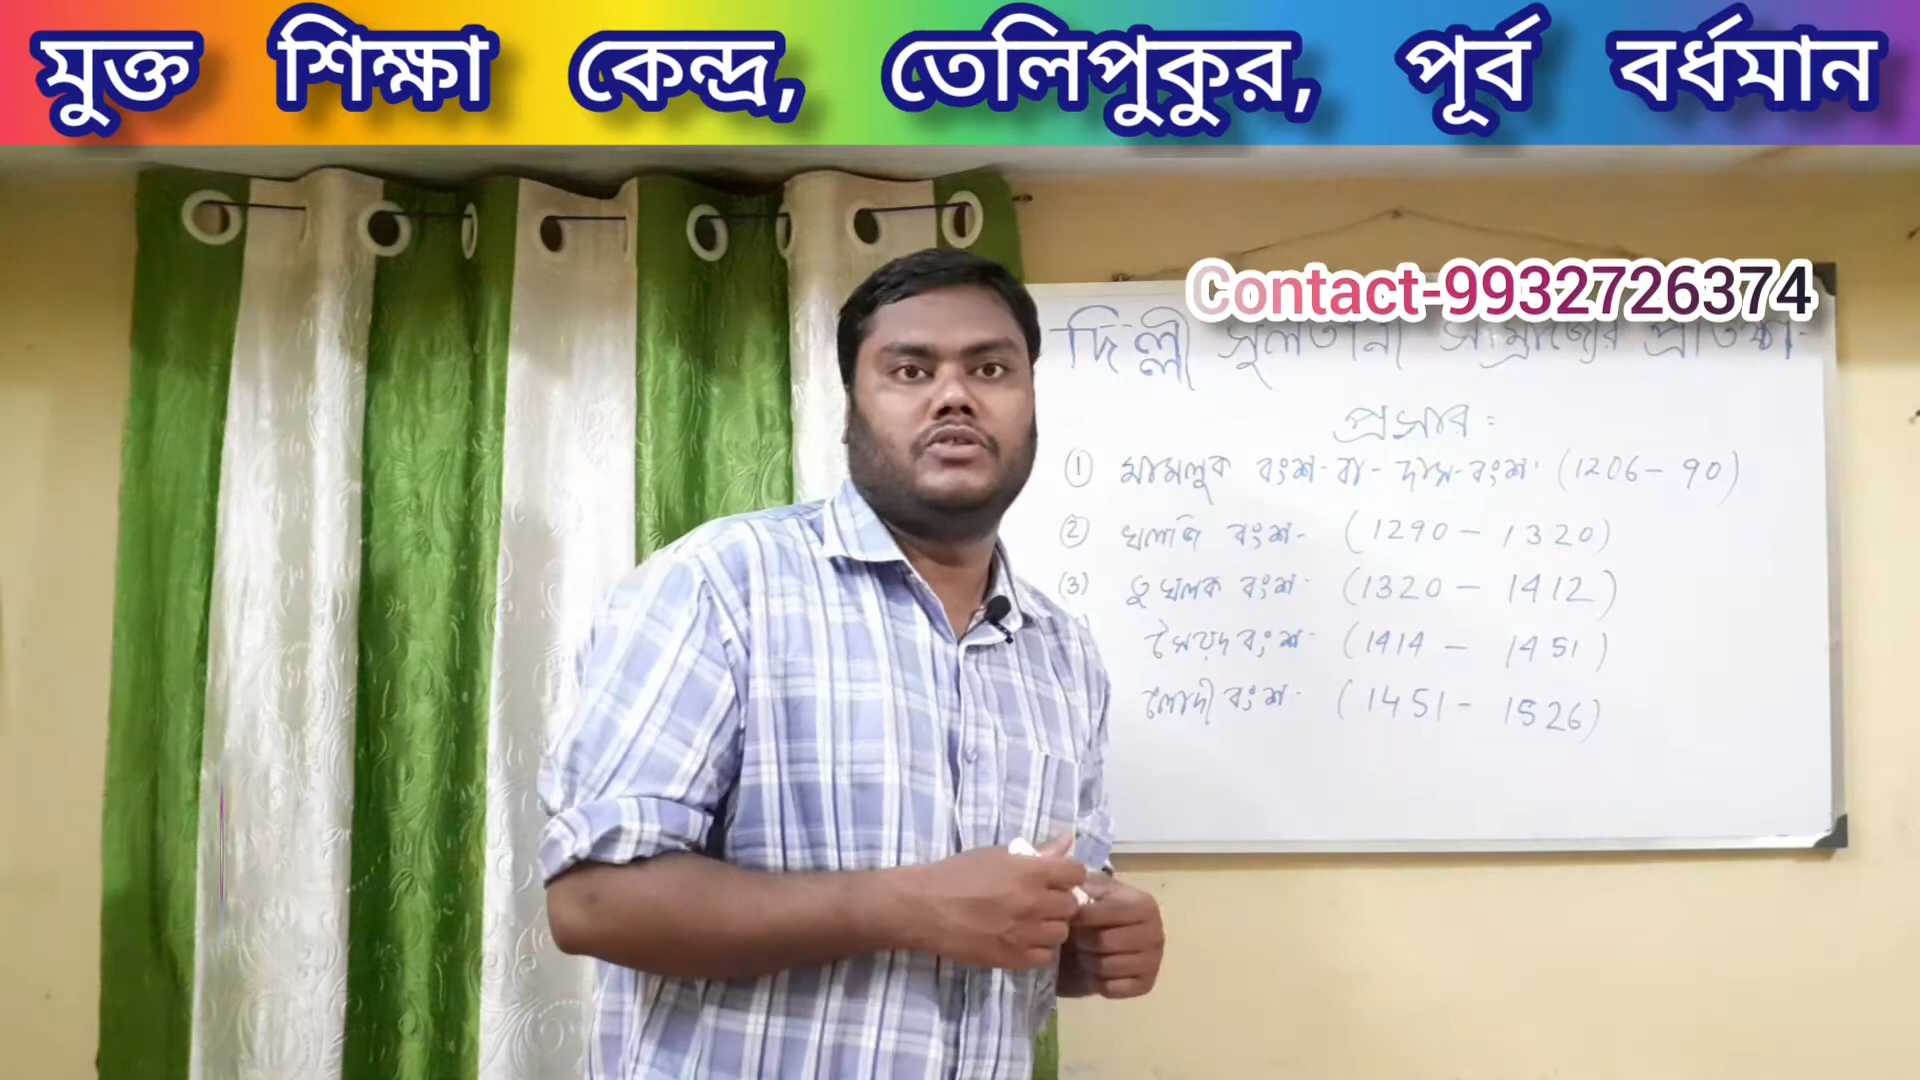 মুক্ত শিক্ষা কেন্দ্র, তেলিপুকুর, পূর্ব বর্ধমান
Contact-9932726374
দিল্লী সুলতানী সাম্রাজ্যের প্রতিষ্ঠা-
প্রসার :
① মামলুক বংশ-বা-দাস-বংশ (1206-90)
② খলজি বংশ- (1290-1320)
(3) তুঘলক বংশ- (1320-1412)
সৈয়দ বংশ- (1414-1451)
লোদী বংশ- (1451-1526)